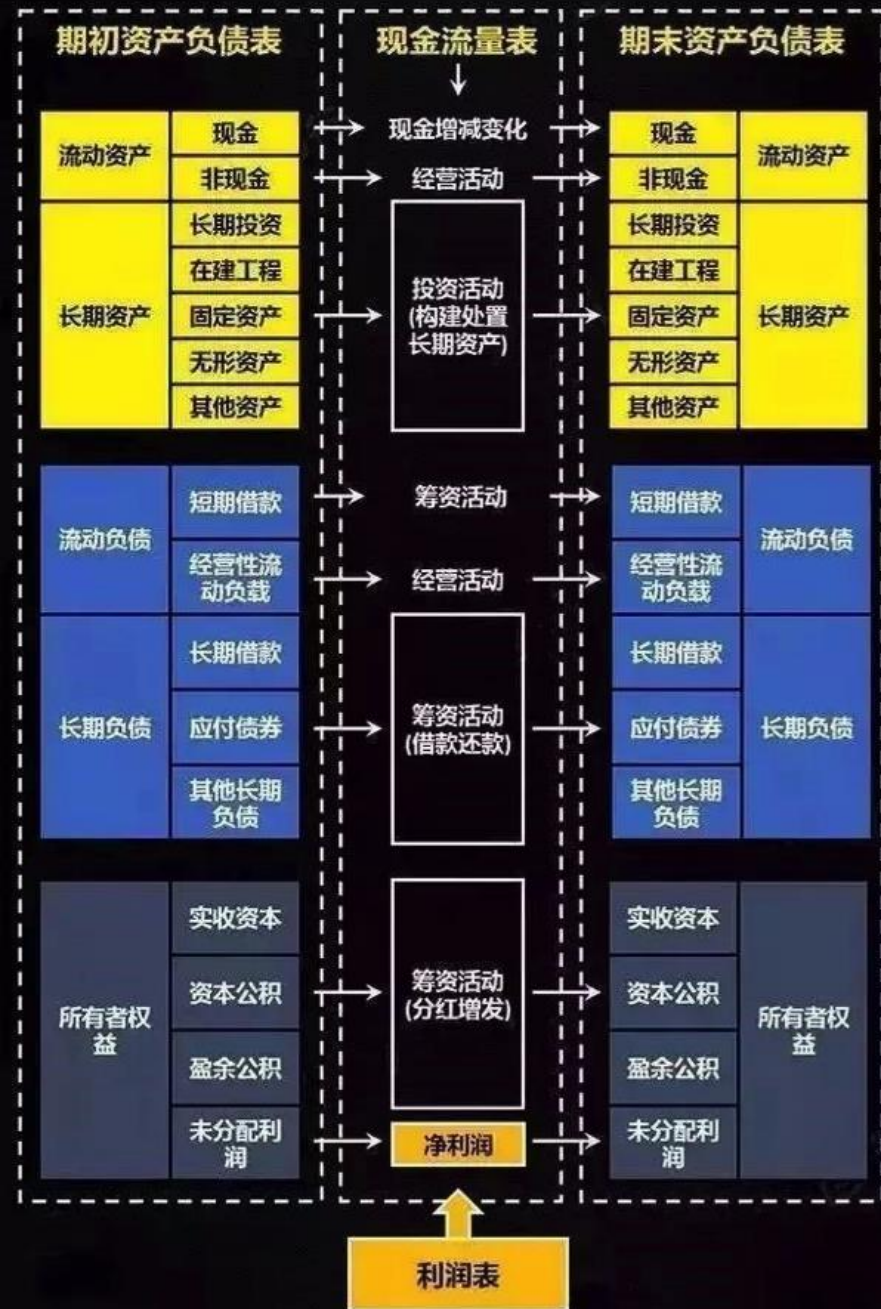 期初资产负债表
现金流量表
期末资产负债表
流动资产
现金
现金增减变化
现金
流动资产
非现金
经营活动
非现金
长期资产
长期投资
在建工程
固定资产
无形资产
其他资产
投资活动
(构建处置
长期资产)
长期投资
在建工程
固定资产
无形资产
其他资产
长期资产
流动负债
短期借款
筹资活动
短期借款
流动负债
经营性流
动负载
经营活动
经营性流
动负载
长期负债
长期借款
应付债券
其他长期
负债
筹资活动
(借款还款)
长期借款
应付债券
其他长期
负债
长期负债
所有者权
益
实收资本
资本公积
盈余公积
未分配利
润
筹资活动
(分红增发)
净利润
实收资本
资本公积
盈余公积
未分配利
润
所有者权
益
利润表